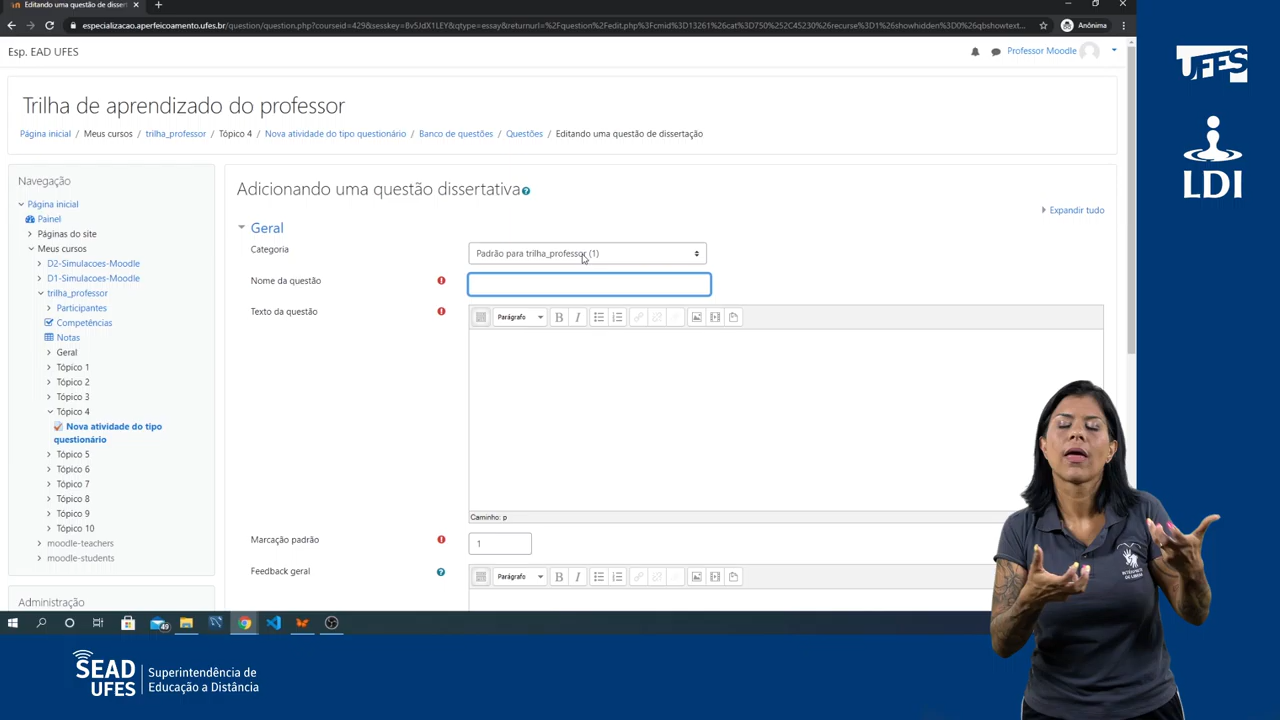 Editando uma questão de dissert
especializacao.aperfeicoamento.ufes.br/question/question.php?courseid=429&sesskey=8v5JdX1LEY&qtype=essay&returnurl=%2Fquestion%2Fedit.php%3Fcmid%3D13261%26cat%3D750%252C45230%26recurse%3D1%26showhidden%3D0%26qbshowtext...
Anônima
Esp. EAD UFES
Professor Moodle
Trilha de aprendizado do professor
Página inicial / Meus cursos / trilha_professor / Tópico 4 / Nova atividade do tipo questionário / Banco de questões / Questões / Editando uma questão de dissertação
Navegação
Página inicial
Painel
Páginas do site
Meus cursos
D2-Simulacoes-Moodle
D1-Simulacoes-Moodle
trilha_professor
Participantes
Competências
Notas
Geral
Tópico 1
Tópico 2
Tópico 3
Tópico 4
Nova atividade do tipo
questionário
Tópico 5
Tópico 6
Tópico 7
Tópico 8
Tópico 9
Tópico 10
moodle-teachers
moodle-students
Administração
Adicionando uma questão dissertativa
Expandir tudo
Geral
Categoria
Padrão para trilha_professor (1)
Nome da questão
Texto da questão
Parágrafo B I
Caminho: p
Marcação padrão
1
Feedback geral
Parágrafo B I
49
UFES
LDI
INTÉRPRETE
DE LIBRAS
SEAD
UFES
Superintendência de
Educação a Distância